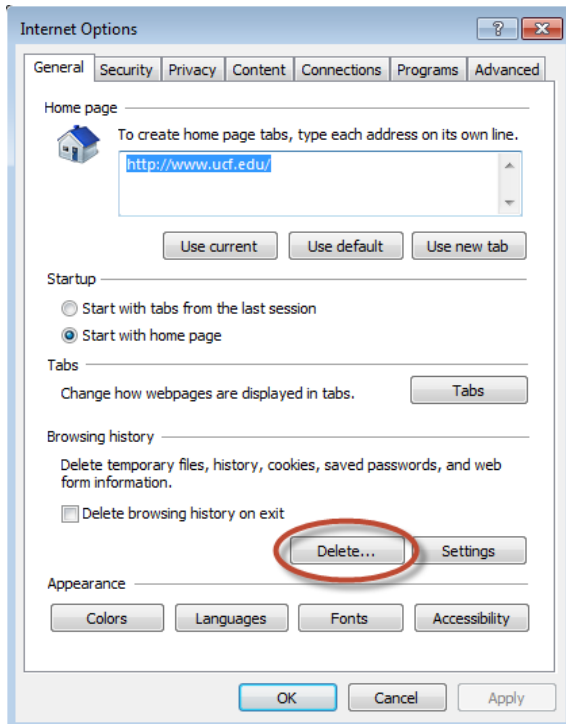 Internet Options
General Security Privacy Content Connections Programs Advanced
Home page
To create home page tabs, type each address on its own line.
http://www.ucf.edu/
Use current Use default Use new tab
Startup
Start with tabs from the last session
Start with home page
Tabs
Change how webpages are displayed in tabs. Tabs
Browsing history
Delete temporary files, history, cookies, saved passwords, and web
form information.
Delete browsing history on exit
Delete... Settings
Appearance
Colors Languages Fonts Accessibility
OK Cancel Apply